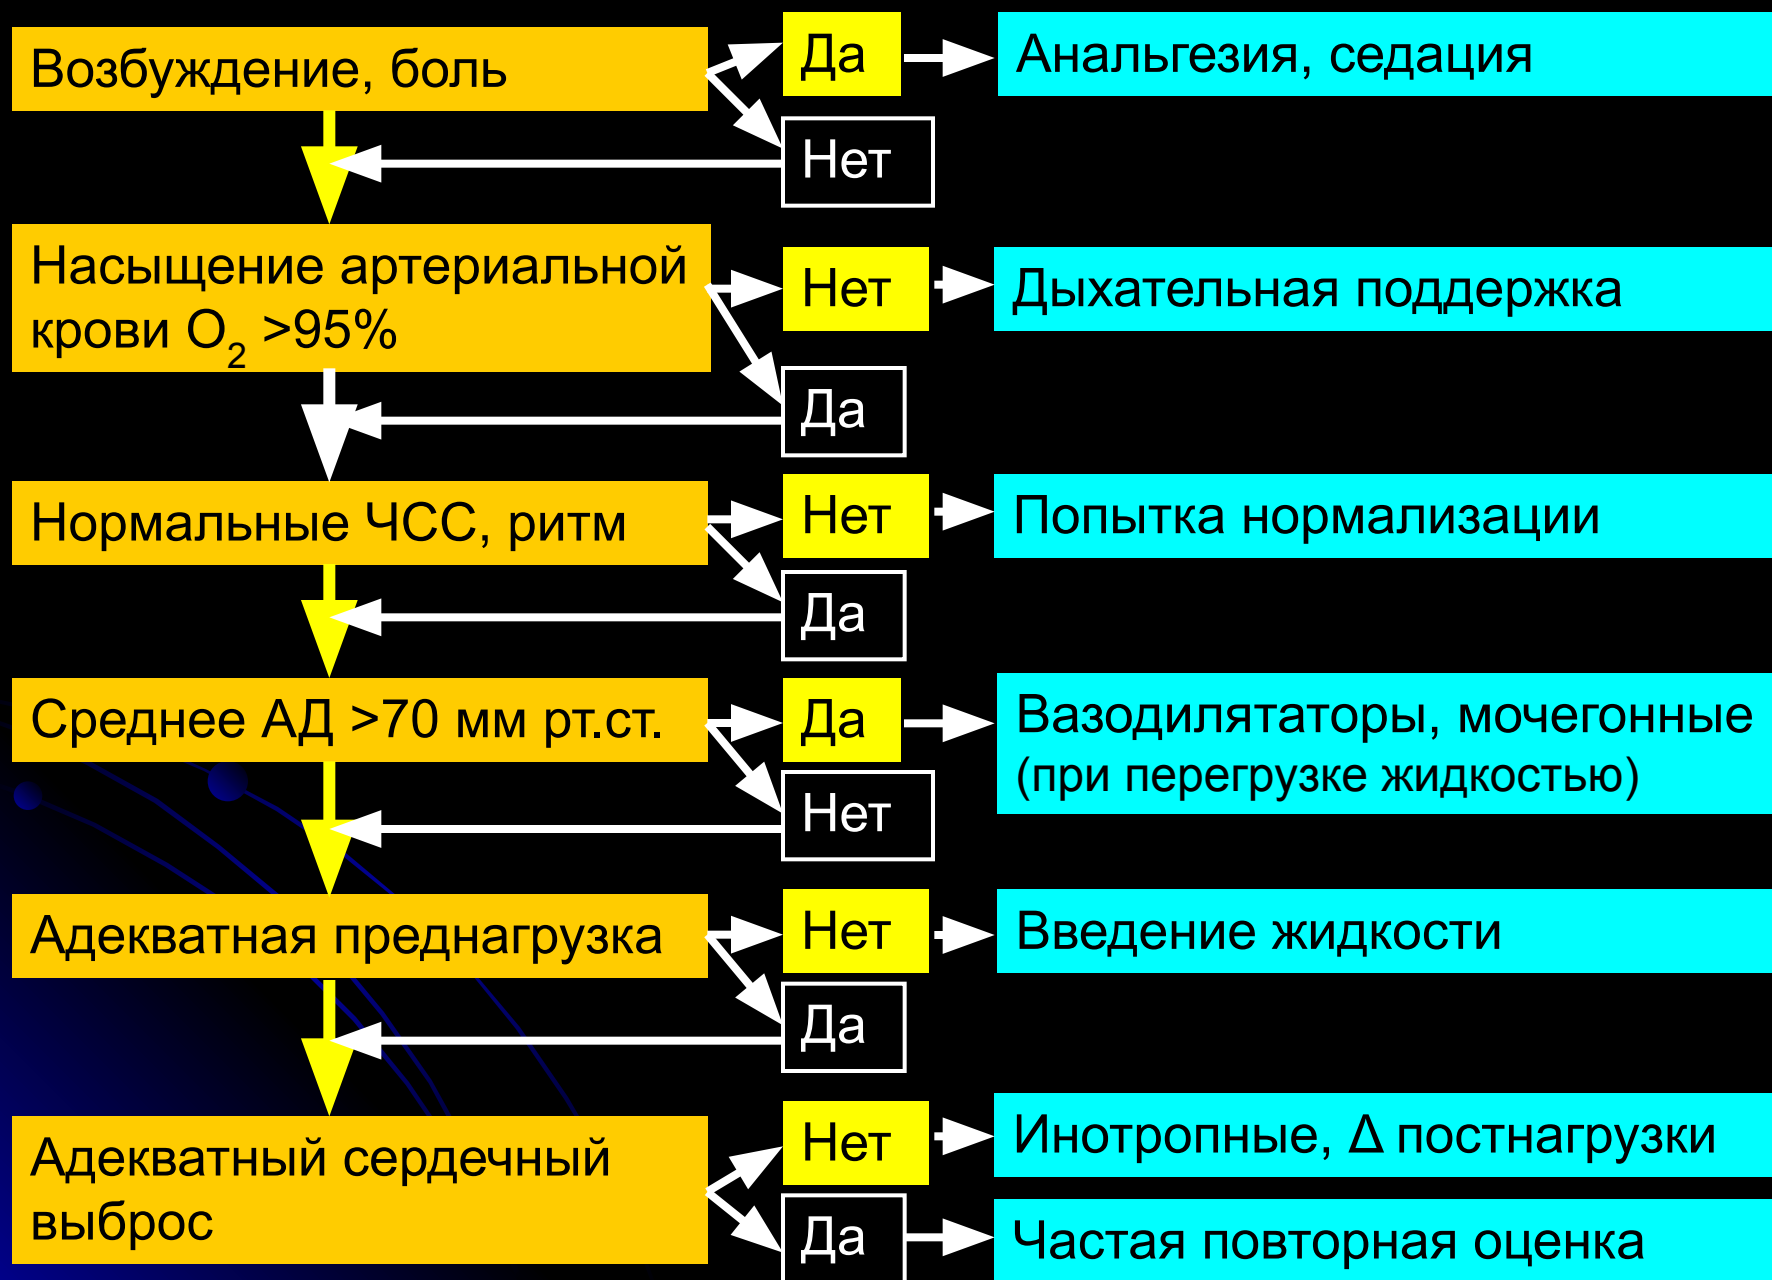 Возбуждение, боль
Да
Анальгезия, седация
Нет
Насыщение артериальной
крови O₂ >95%
Нет
Дыхательная поддержка
Да
Нормальные ЧСС, ритм
Нет
Попытка нормализации
Да
Среднее АД >70 мм рт.ст.
Да
Вазодилятаторы, мочегонные
(при перегрузке жидкостью)
Нет
Адекватная преднагрузка
Нет
Введение жидкости
Да
Адекватный сердечный
выброс
Нет
Инотропные, Δ постнагрузки
Да
Частая повторная оценка